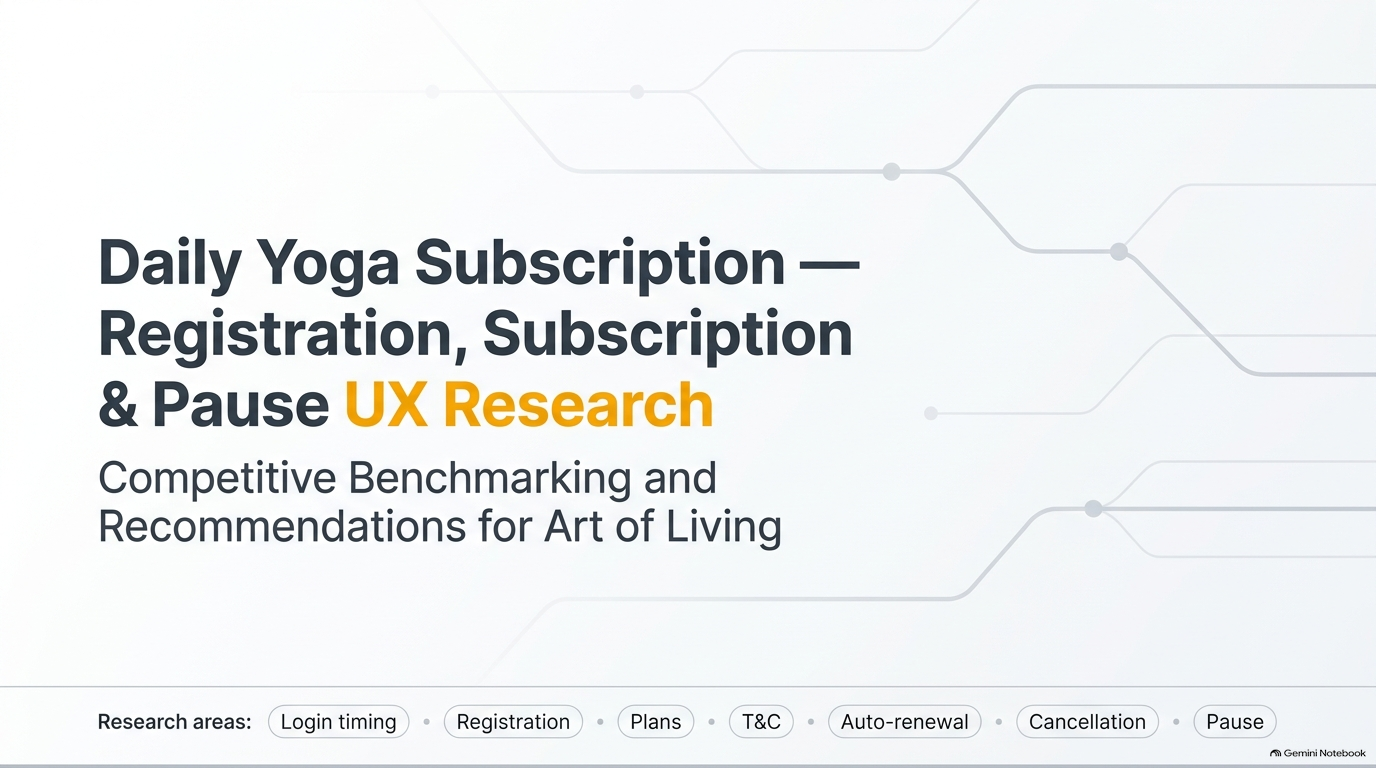 Daily Yoga Subscription —
Registration, Subscription
& Pause UX Research
Competitive Benchmarking and
Recommendations for Art of Living
Research areas: Login timing • Registration • Plans • T&C • Auto-renewal • Cancellation • Pause
Gemini Notebook